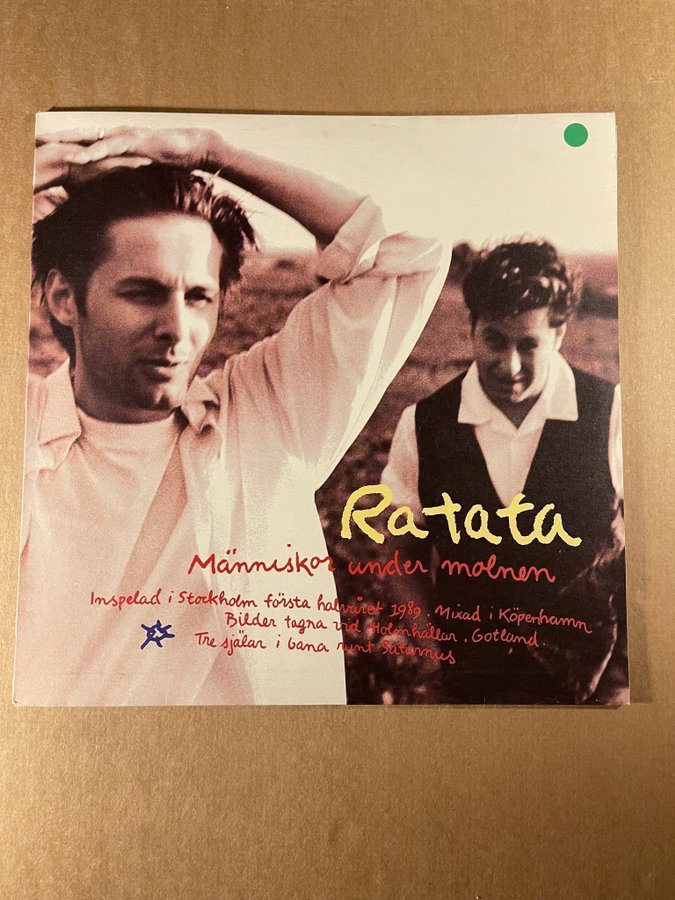 Ratata
Människor under molnen
Inspelad i Stockholm första halvåret 1989. Mixad i Köpenhamn
Bilder tagna vid Holmhällar, Gotland.
Tre själar i bana runt Saturnus